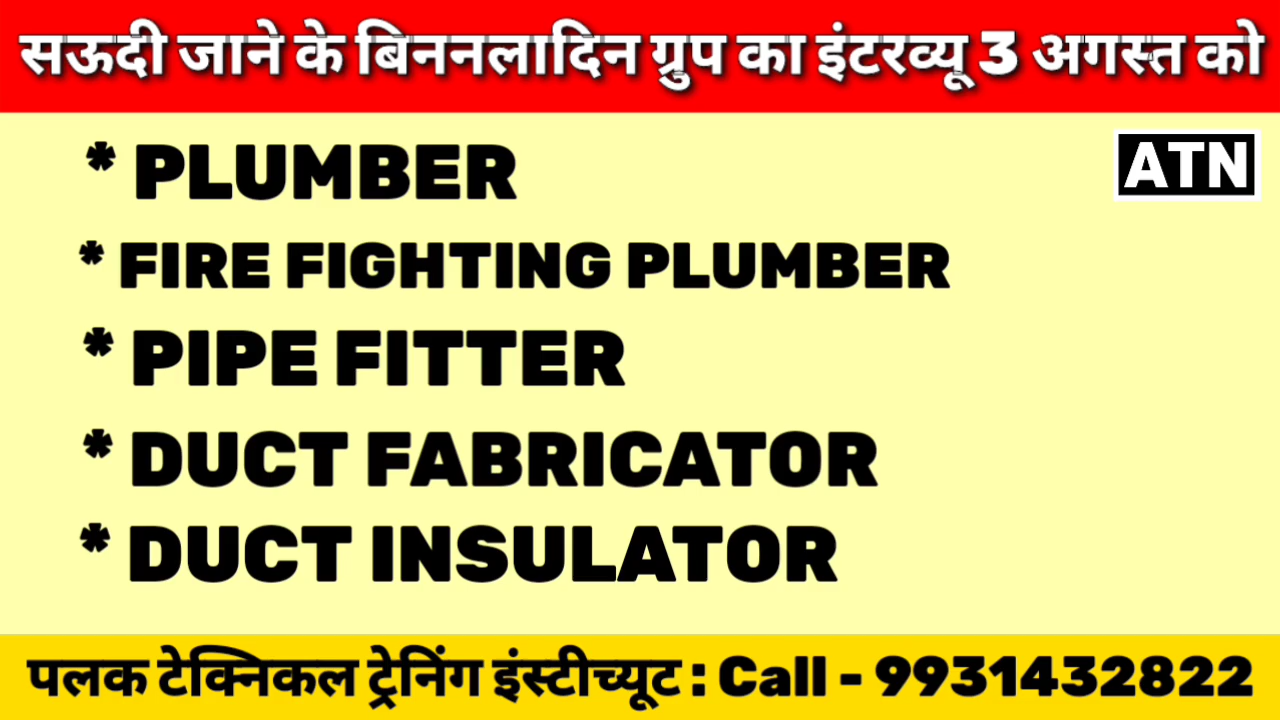 सऊदी जाने के बिननलादिन ग्रुप का इंटरव्यू 3 अगस्त को
ATN
* PLUMBER
* FIRE FIGHTING PLUMBER
* PIPE FITTER
* DUCT FABRICATOR
* DUCT INSULATOR
पलक टेक्निकल ट्रेनिंग इंस्टीच्यूट : Call - 9931432822